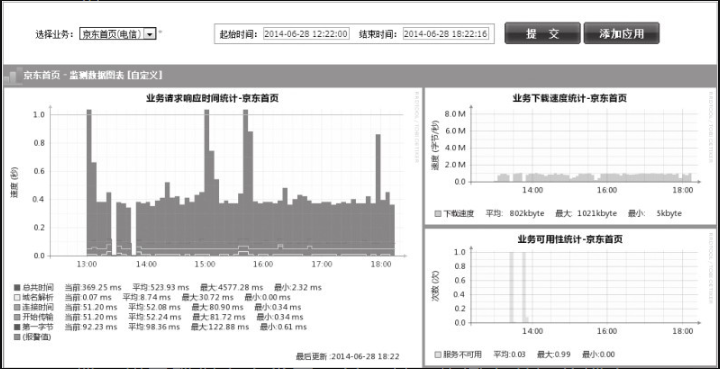 选择业务： 京东首页(电信) * 起始时间： 2014-06-28 12:22:00 结束时间： 2014-06-28 18:22:16 提 交 添加应用
京东首页 - 监测数据图表 [自定义]
业务请求响应时间统计-京东首页
速度 (秒)
1.0
0.8
0.6
0.4
0.2
0.0
13:00 14:00 15:00 16:00 17:00 18:00
总共时间 当前:369.25 ms 平均:523.93 ms 最大:4577.28 ms 最小:2.32 ms
域名解析 当前:0.07 ms 平均:8.74 ms 最大:30.72 ms 最小:0.00 ms
连接时间 当前:51.20 ms 平均:52.08 ms 最大:80.90 ms 最小:0.34 ms
开始传输 当前:51.20 ms 平均:52.24 ms 最大:81.72 ms 最小:0.34 ms
第一字节 当前:92.23 ms 平均:98.36 ms 最大:122.88 ms 最小:0.61 ms
(报警值)
最后更新 :2014-06-28 18:22
业务下载速度统计-京东首页
速度 (字节/秒)
8.0 M
6.0 M
4.0 M
2.0 M
0.0
14:00 16:00 18:00
下载速度 平均: 802kbyte 最大: 1021kbyte 最小: 5kbyte
业务可用性统计-京东首页
次数 (次)
1.0
0.8
0.6
0.4
0.2
0.0
14:00 16:00 18:00
服务不可用 平均:0.03 最大:0.99 最小:0.00